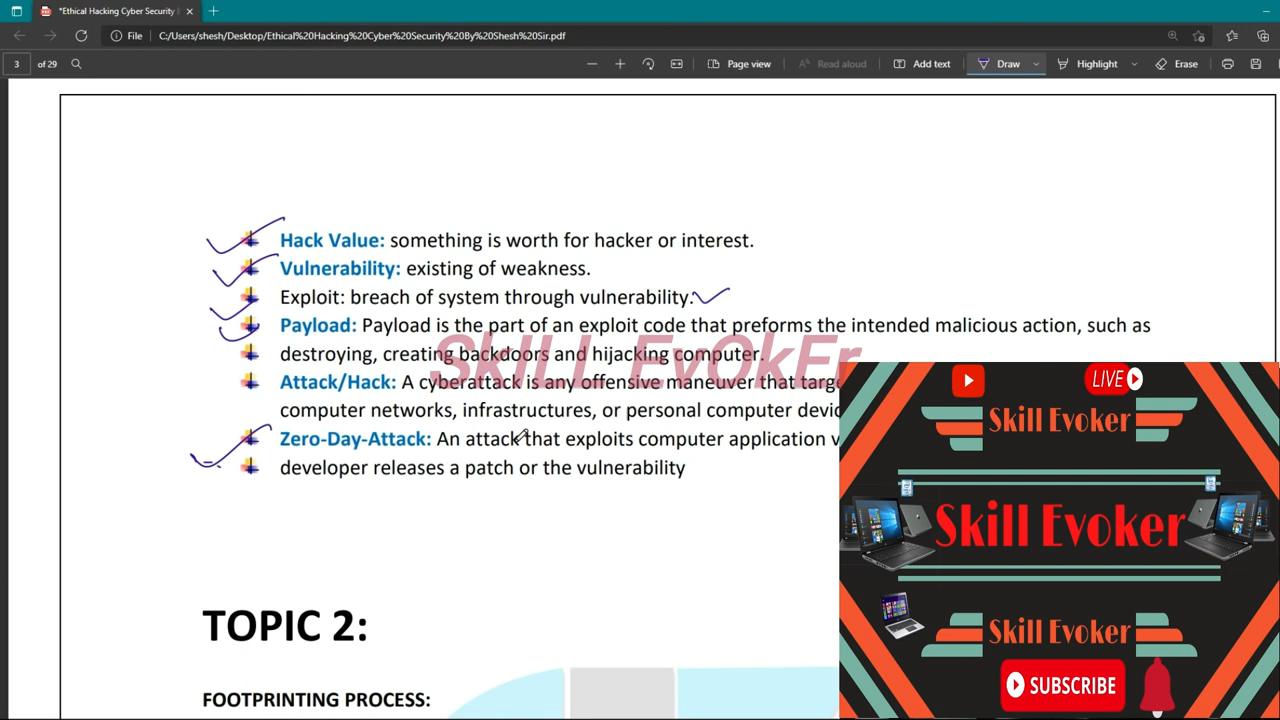 *Ethical Hacking Cyber Security
File C:/Users/shesh/Desktop/Ethical%20Hacking%20Cyber%20Security%20By%20Shesh%20Sir.pdf
3 of 29 Page view Read aloud Add text Draw Highlight Erase
Hack Value: something is worth for hacker or interest.
Vulnerability: existing of weakness.
Exploit: breach of system through vulnerability.
Payload: Payload is the part of an exploit code that preforms the intended malicious action, such as
destroying, creating backdoors and hijacking computer.
SkILL EvOkEr
Attack/Hack: A cyberattack is any offensive maneuver that
computer networks, infrastructures, or personal computer
Zero-Day-Attack: An attack that exploits computer application
developer releases a patch or the vulnerability
TOPIC 2:
FOOTPRINTING PROCESS:
LIVE
Skill Evoker
Skill Evoker
Skill Evoker
SUBSCRIBE